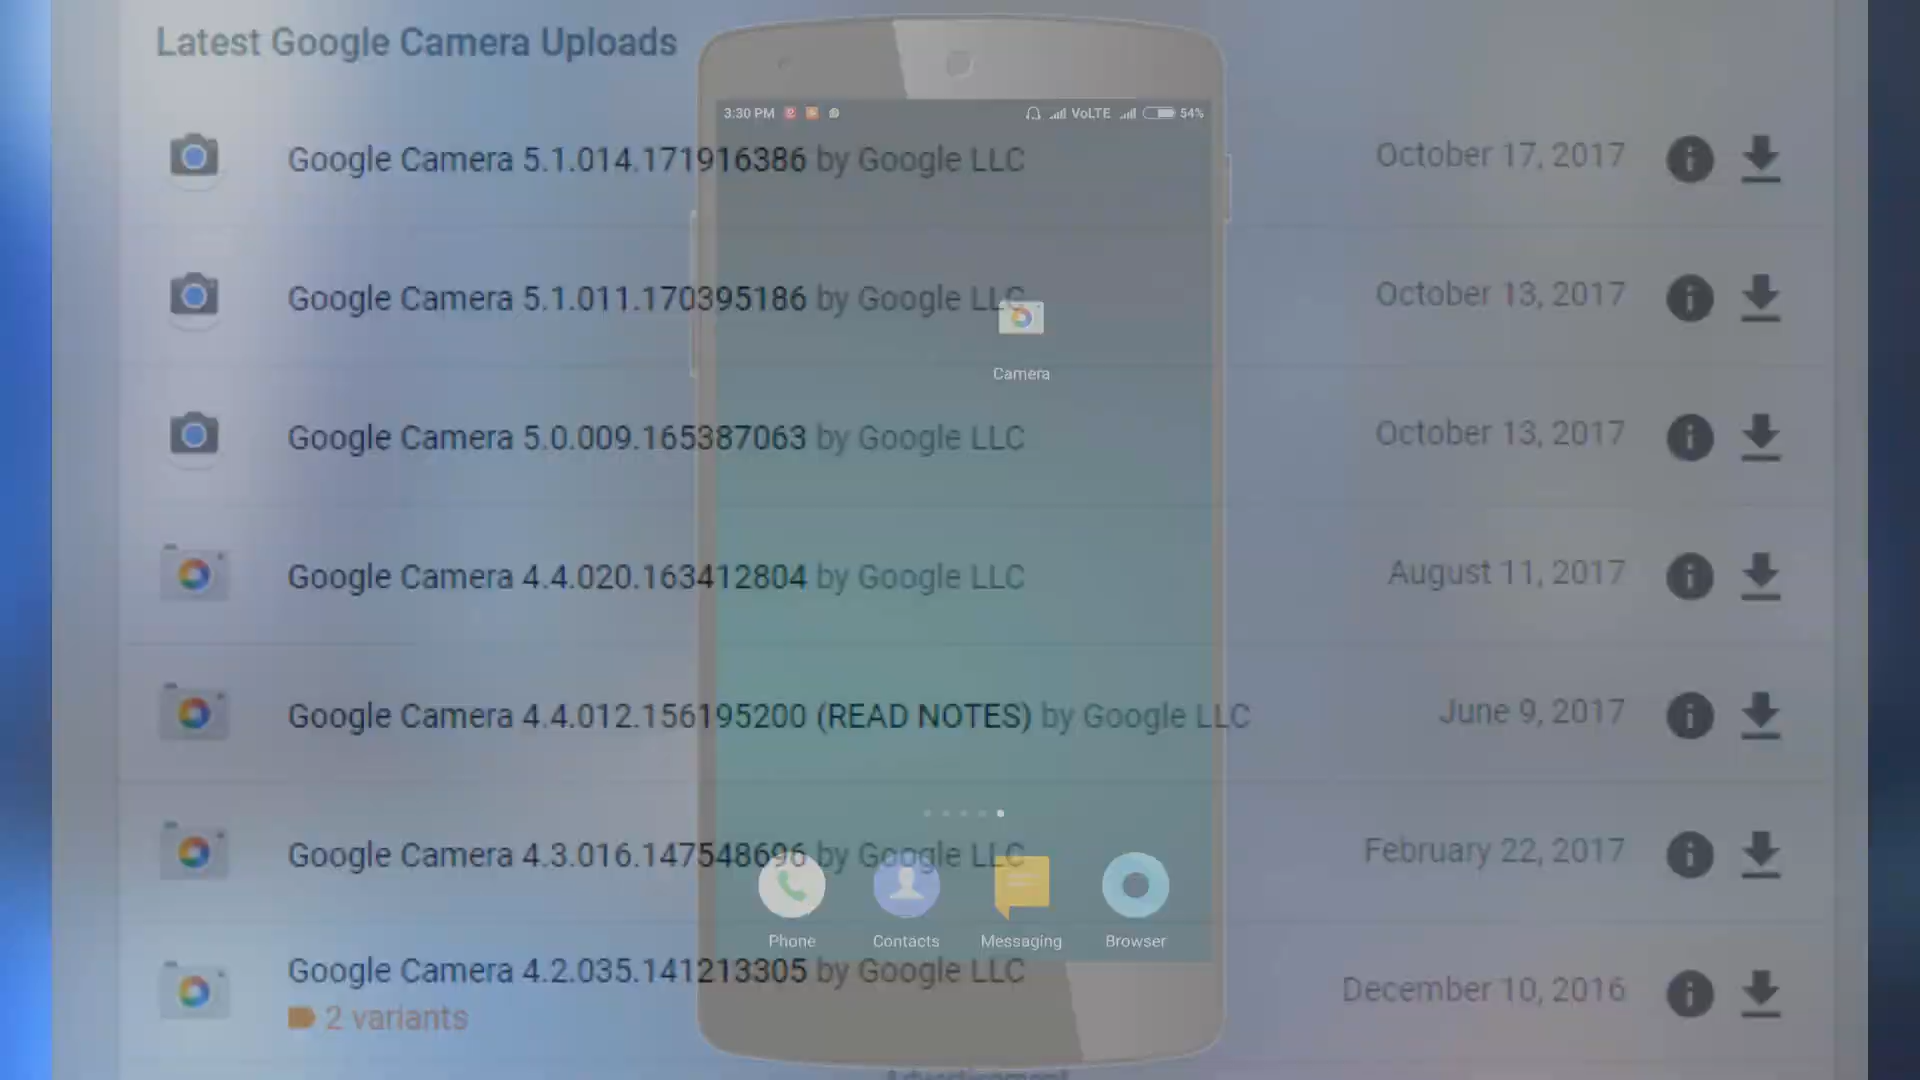 Latest Google Camera Uploads
3:30 PM
VoLTE
54%
Google Camera 5.1.014.171916386 by Google LLC
October 17, 2017
Google Camera 5.1.011.170395186 by Google LLC
October 13, 2017
Camera
Google Camera 5.0.009.165387063 by Google LLC
October 13, 2017
Google Camera 4.4.020.163412804 by Google LLC
August 11, 2017
Google Camera 4.4.012.156195200 (READ NOTES) by Google LLC
June 9, 2017
Google Camera 4.3.016.147548696 by Google LLC
February 22, 2017
Phone
Contacts
Messaging
Browser
Google Camera 4.2.035.141213305 by Google LLC
December 10, 2016
2 variants
Advertisement